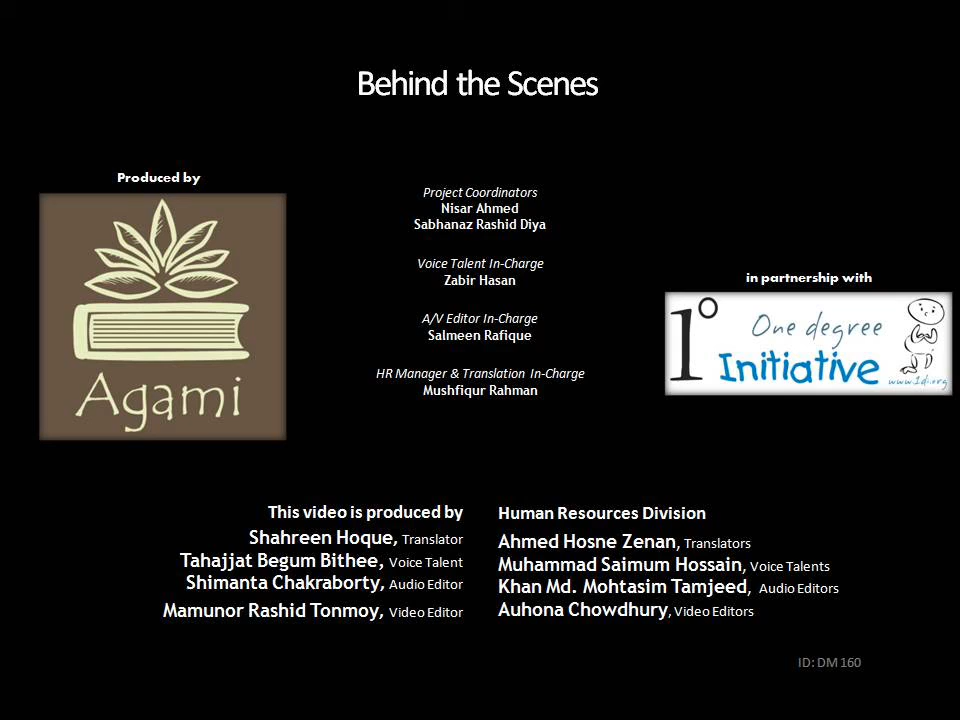 Behind the Scenes
Produced by
Agami
Project Coordinators
Nisar Ahmed
Sabhanaz Rashid Diya
Voice Talent In-Charge
Zabir Hasan
A/V Editor In-Charge
Salmeen Rafique
HR Manager & Translation In-Charge
Mushfiqur Rahman
in partnership with
1° One degree
Initiative
www.1di.org
This video is produced by
Shahreen Hoque, Translator
Tahajjat Begum Bithee, Voice Talent
Shimanta Chakraborty, Audio Editor
Mamunor Rashid Tonmoy, Video Editor
Human Resources Division
Ahmed Hosne Zenan, Translators
Muhammad Saimum Hossain, Voice Talents
Khan Md. Mohtasim Tamjeed, Audio Editors
Auhona Chowdhury, Video Editors
ID: DM 160